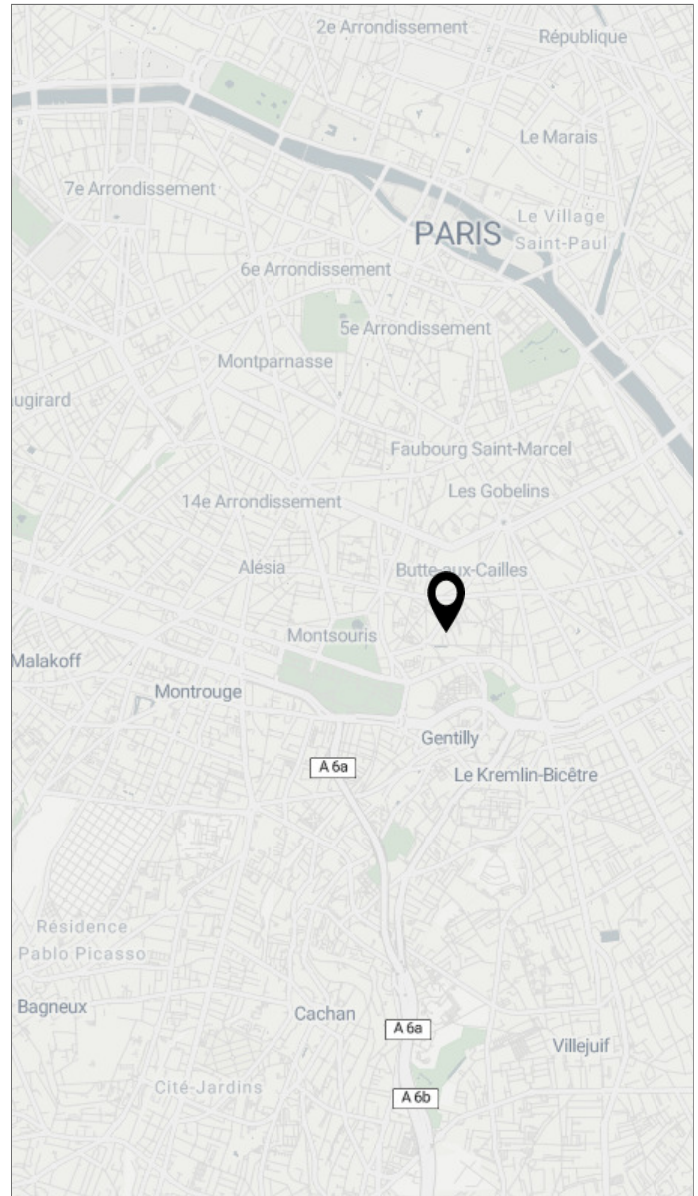 2e Arrondissement
République
Le Marais
7e Arrondissement
Le Village
Saint-Paul
PARIS
6e Arrondissement
5e Arrondissement
Montparnasse
augirard
Faubourg Saint-Marcel
Les Gobelins
14e Arrondissement
Alésia
Butte-aux-Cailles
Montsouris
Malakoff
Montrouge
Gentilly
A 6a
Le Kremlin-Bicêtre
Résidence
Pablo Picasso
Bagneux
Cachan
A 6a
Villejuif
Cité-Jardins
A 6b